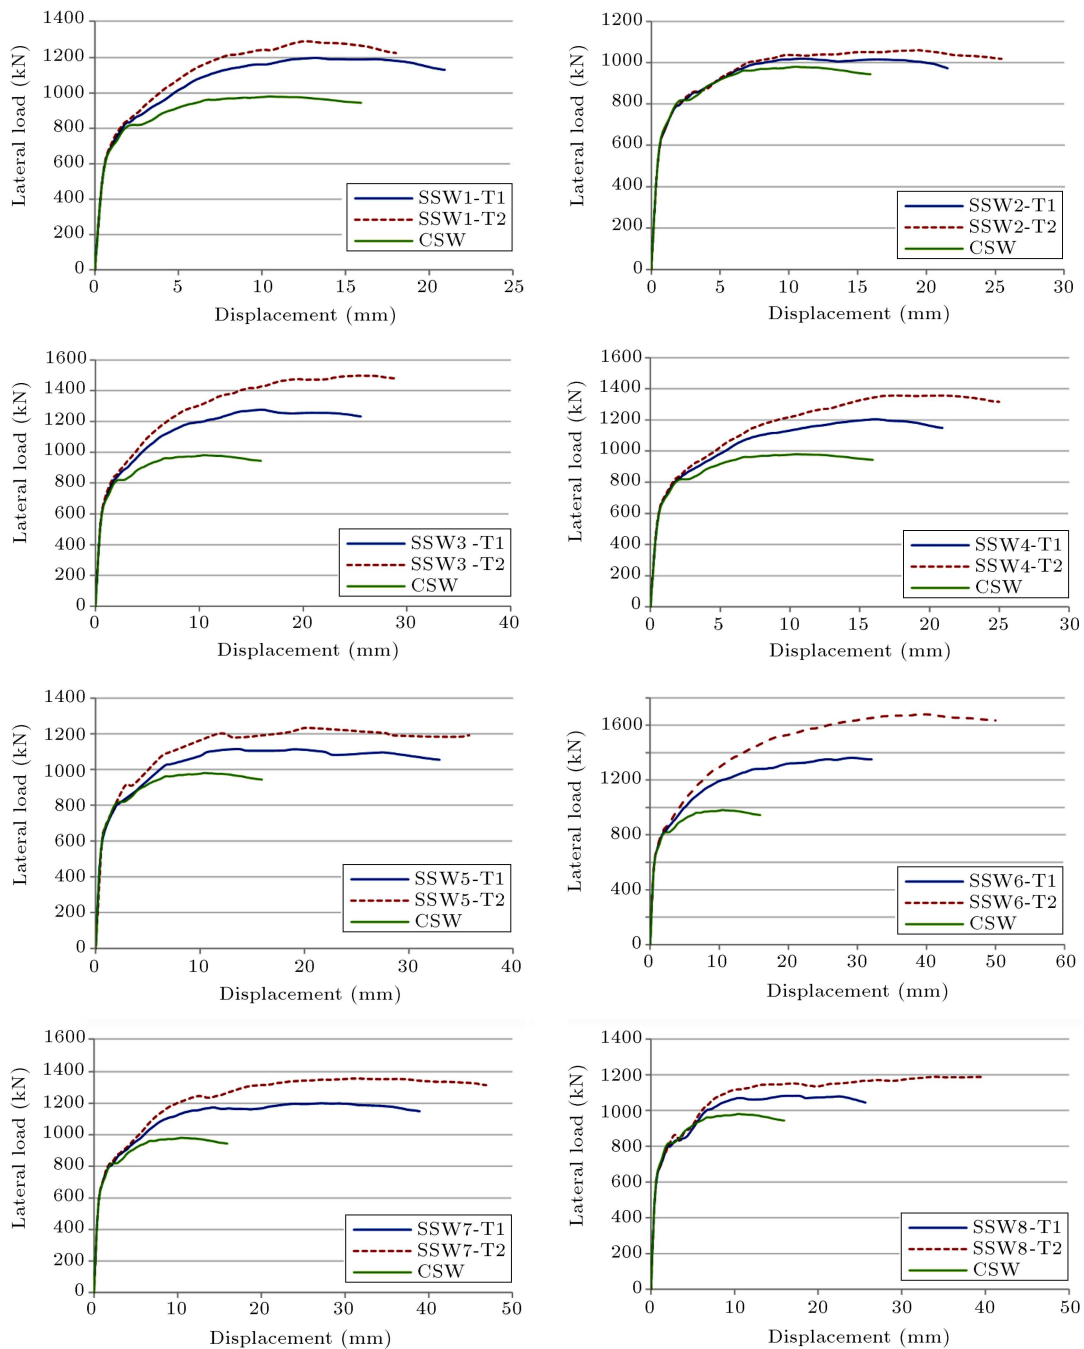 1400
1200
1000
800
600
400
200
0
Lateral load (kN)
SSW1-T1
SSW1-T2
CSW
0 5 10 15 20 25
Displacement (mm)
1200
1000
800
600
400
200
0
Lateral load (kN)
SSW2-T1
SSW2-T2
CSW
0 5 10 15 20 25 30
Displacement (mm)
1600
1400
1200
1000
800
600
400
200
0
Lateral load (kN)
SSW3 -T1
SSW3 -T2
CSW
0 10 20 30 40
Displacement (mm)
1600
1400
1200
1000
800
600
400
200
0
Lateral load (kN)
SSW4-T1
SSW4-T2
CSW
0 5 10 15 20 25 30
Displacement (mm)
1400
1200
1000
800
600
400
200
0
Lateral load (kN)
SSW5-T1
SSW5-T2
CSW
0 10 20 30 40
Displacement (mm)
1600
1200
800
400
0
Lateral load (kN)
SSW6-T1
SSW6-T2
CSW
0 10 20 30 40 50 60
Displacement (mm)
1600
1400
1200
1000
800
600
400
200
0
Lateral load (kN)
SSW7-T1
SSW7-T2
CSW
0 10 20 30 40 50
Displacement (mm)
1400
1200
1000
800
600
400
200
0
Lateral load (kN)
SSW8-T1
SSW8-T2
CSW
0 10 20 30 40 50
Displacement (mm)